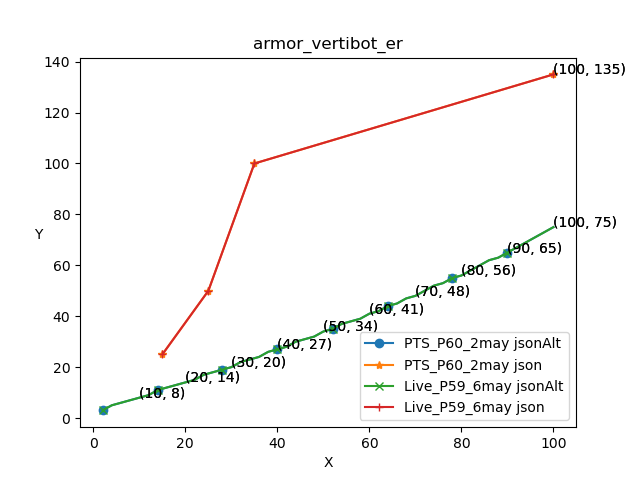 armor_vertibot_er
140
120
100
80
60
40
20
0
Y
(100, 135)
(100, 75)
(90, 65)
(80, 56)
(70, 48)
(60, 41)
(50, 34)
(40, 27)
(30, 20)
(20, 14)
(10, 8)
PTS_P60_2may jsonAlt
PTS_P60_2may json
Live_P59_6may jsonAlt
Live_P59_6may json
0 20 40 60 80 100
X